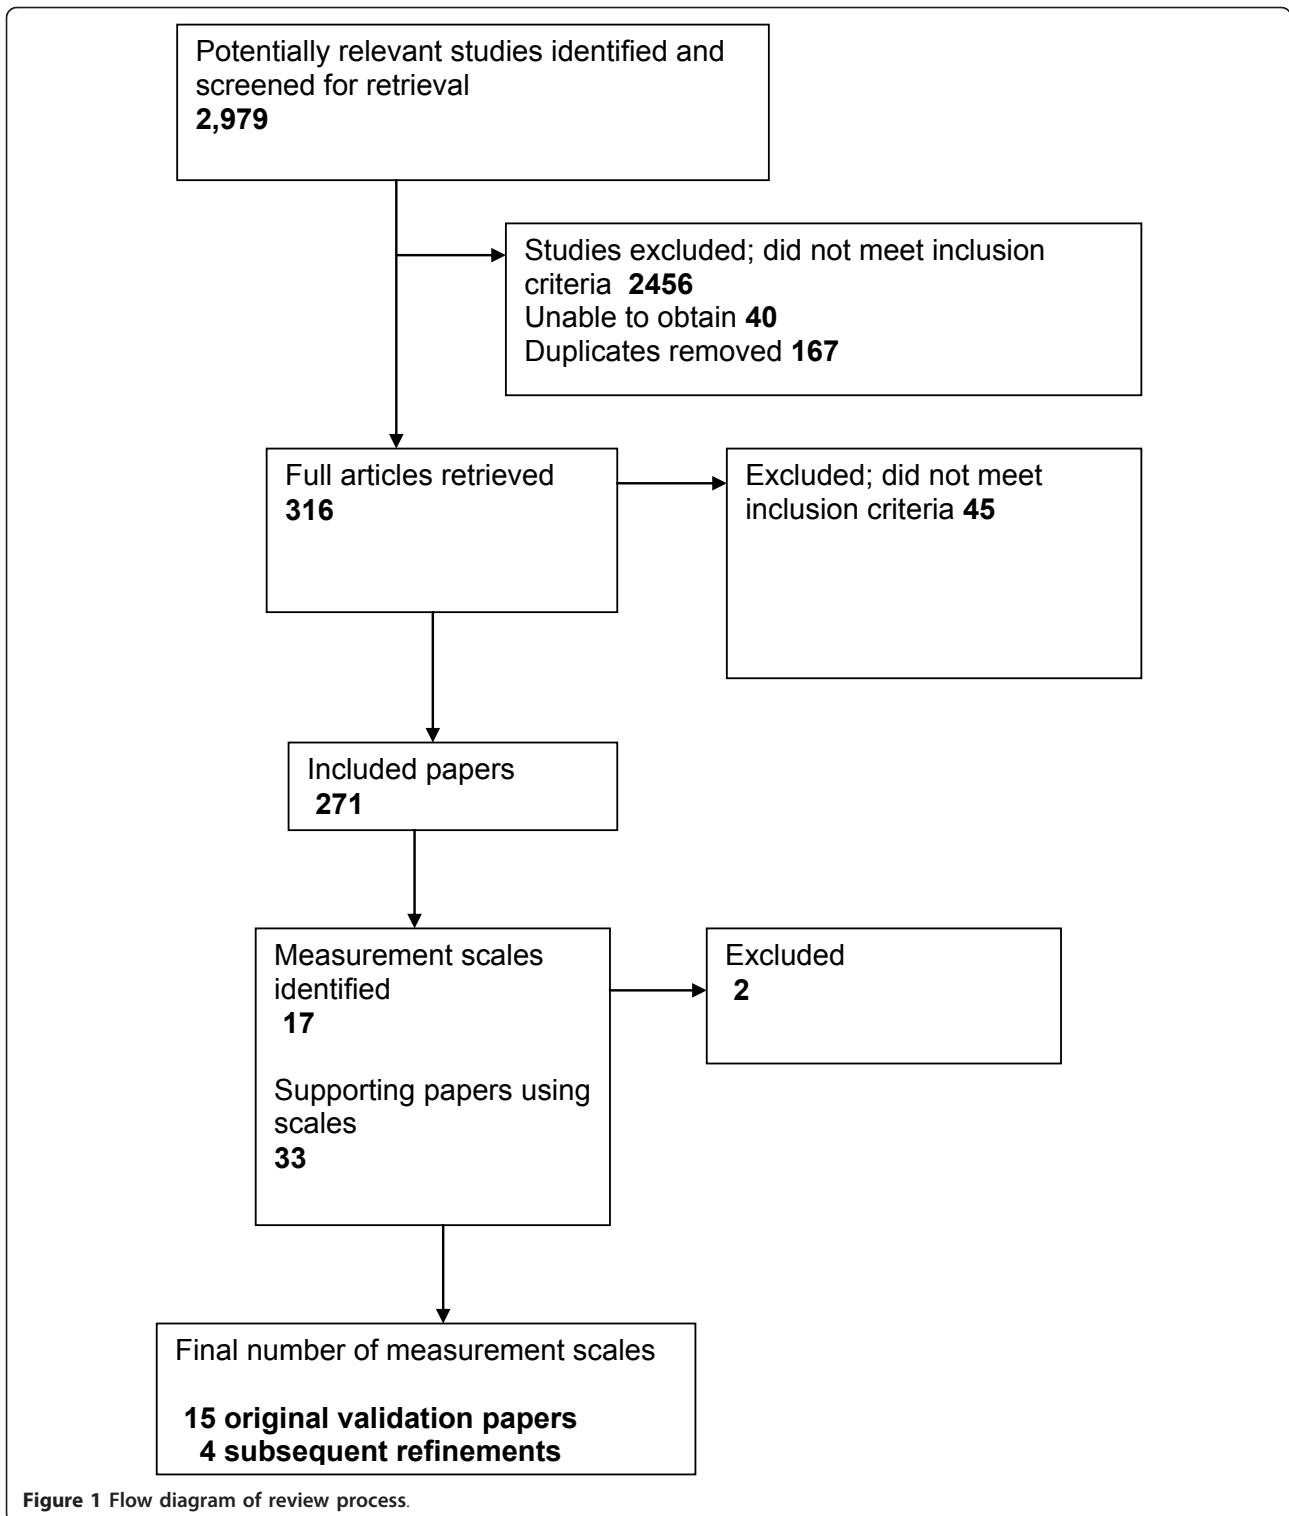 Potentially relevant studies identified and
screened for retrieval
2,979
Studies excluded; did not meet inclusion
criteria 2456
Unable to obtain 40
Duplicates removed 167
Full articles retrieved
316
Excluded; did not meet
inclusion criteria 45
Included papers
271
Measurement scales
identified
17
Supporting papers using
scales
33
Excluded
2
Final number of measurement scales
15 original validation papers
4 subsequent refinements
Figure 1 Flow diagram of review process.